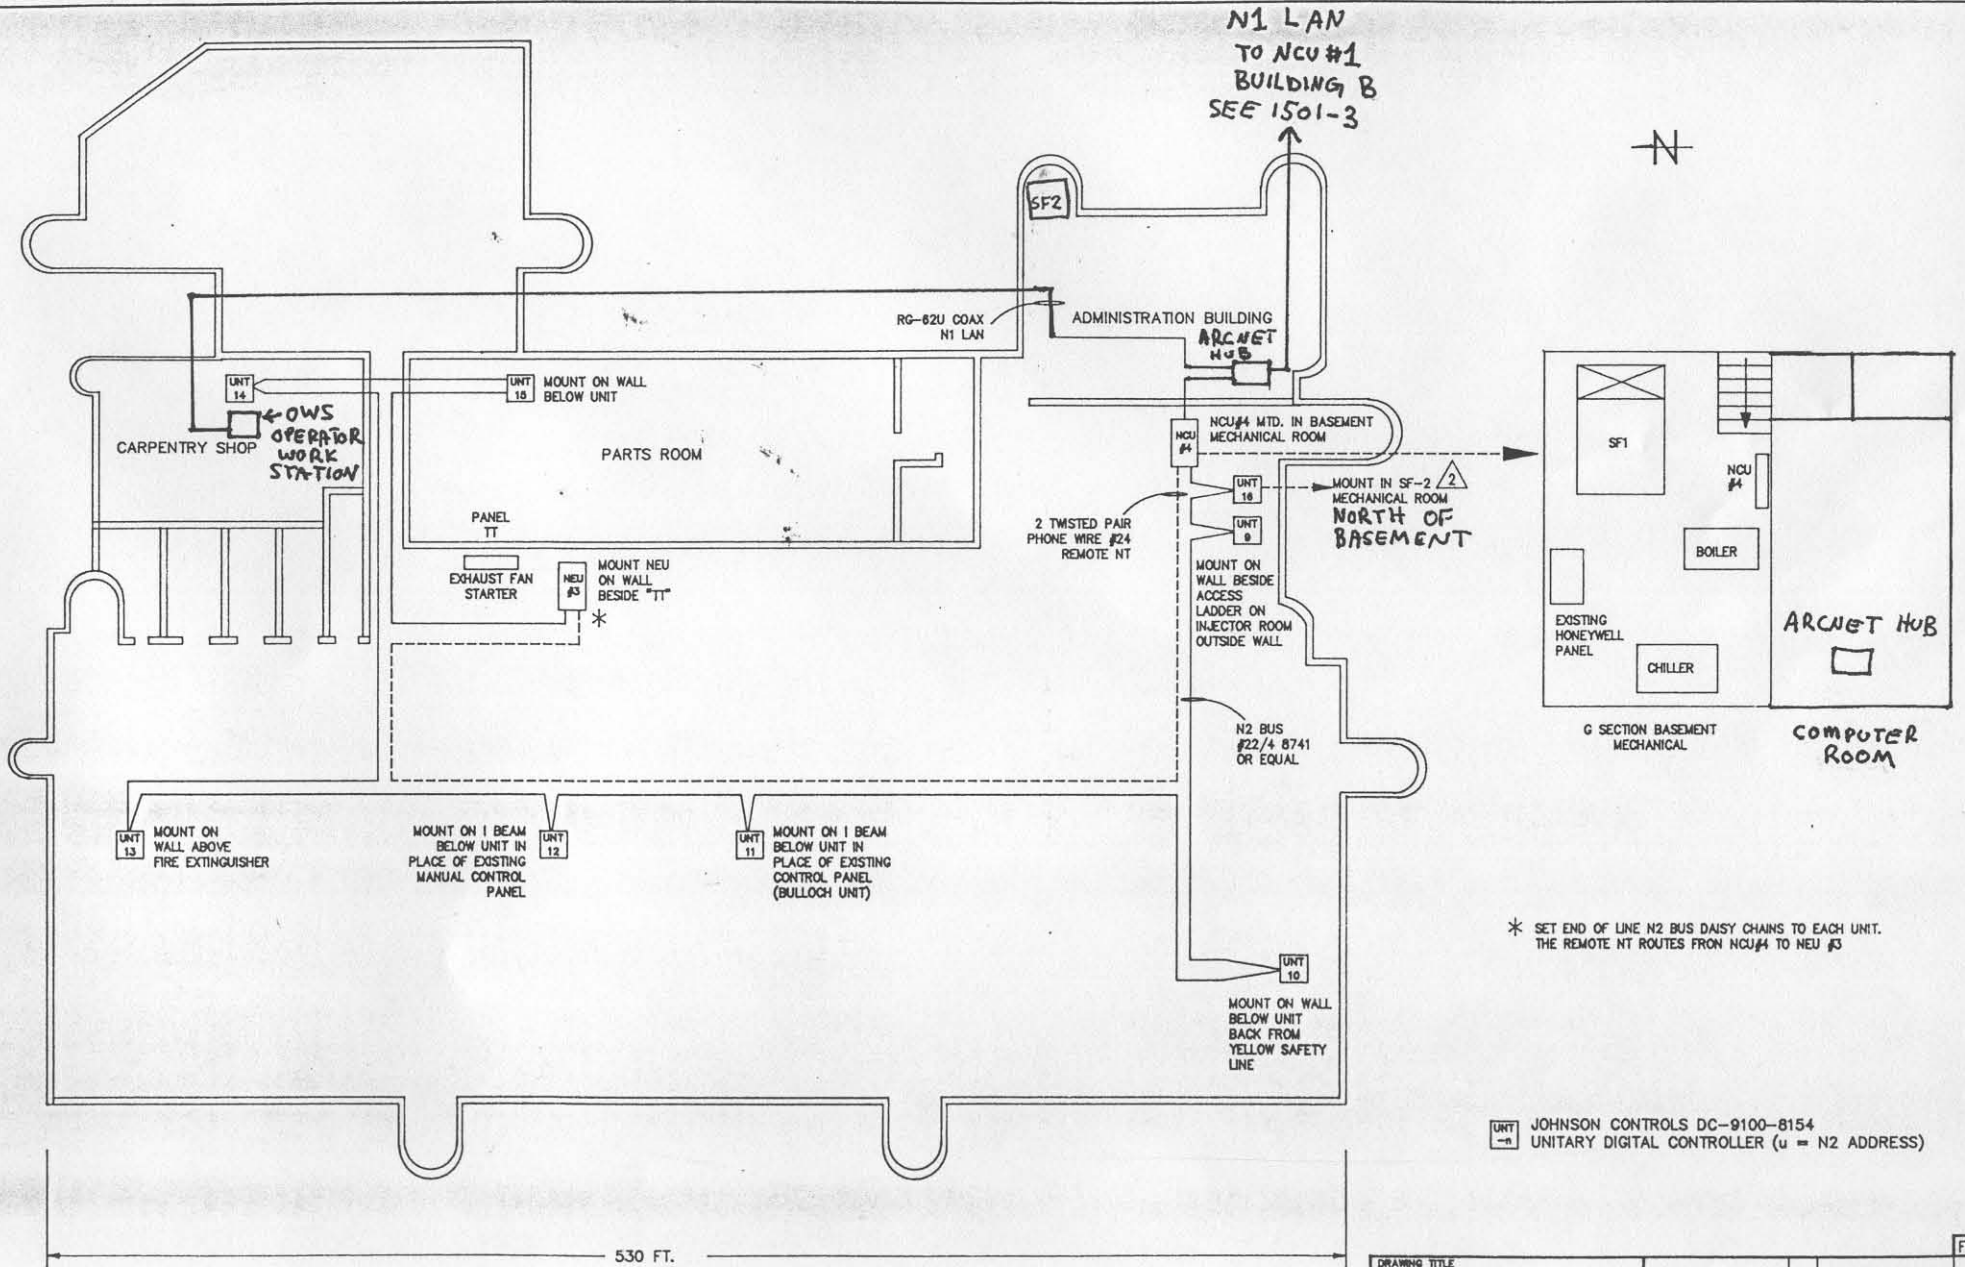 N1 LAN
TO NCU #1
BUILDING B
SEE 1501-3
N
SF2
RG-62U COAX
N1 LAN
ADMINISTRATION BUILDING
ARCNET
HUB
UNT
14
UNT
15
MOUNT ON WALL
BELOW UNIT
OWS
OPERATOR
WORK
STATION
CARPENTRY SHOP
PARTS ROOM
NCU
#4
NCU#4 MTD. IN BASEMENT
MECHANICAL ROOM
UNT
16
MOUNT IN SF-2
MECHANICAL ROOM
2
NORTH OF
BASEMENT
2 TWISTED PAIR
PHONE WIRE #24
REMOTE NT
UNT
9
MOUNT ON
WALL BESIDE
ACCESS
LADDER ON
INJECTOR ROOM
OUTSIDE WALL
PANEL
TT
EXHAUST FAN
STARTER
NEU
#3
MOUNT NEU
ON WALL
BESIDE "TT"
*
SF1
NCU
#4
BOILER
EXISTING
HONEYWELL
PANEL
CHILLER
ARCNET HUB
G SECTION BASEMENT
MECHANICAL
COMPUTER
ROOM
N2 BUS
#22/4 8741
OR EQUAL
UNT
13
MOUNT ON
WALL ABOVE
FIRE EXTINGUISHER
MOUNT ON I BEAM
BELOW UNIT IN
PLACE OF EXISTING
MANUAL CONTROL
PANEL
UNT
12
UNT
11
MOUNT ON I BEAM
BELOW UNIT IN
PLACE OF EXISTING
CONTROL PANEL
(BULLOCH UNIT)
* SET END OF LINE N2 BUS DAISY CHAINS TO EACH UNIT.
THE REMOTE NT ROUTES FRON NCU#4 TO NEU #3
UNT
10
MOUNT ON WALL
BELOW UNIT
BACK FROM
YELLOW SAFETY
LINE
UNT
-n
JOHNSON CONTROLS DC-9100-8154
UNITARY DIGITAL CONTROLLER (u = N2 ADDRESS)
530 FT.
DRAWING TITLE
F